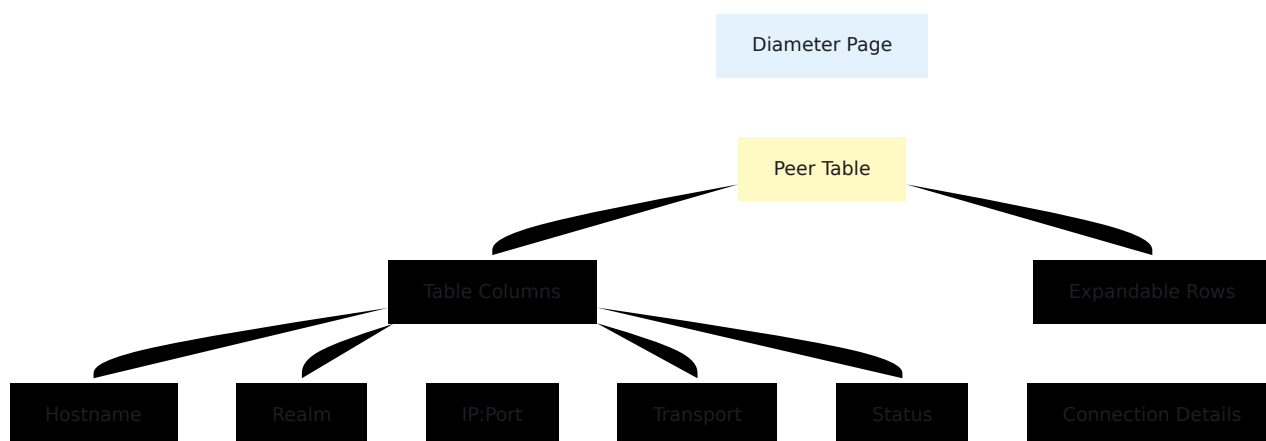 Diameter Page
Peer Table
Table Columns
Expandable Rows
Hostname
Realm
IP:Port
Transport
Status
Connection Details